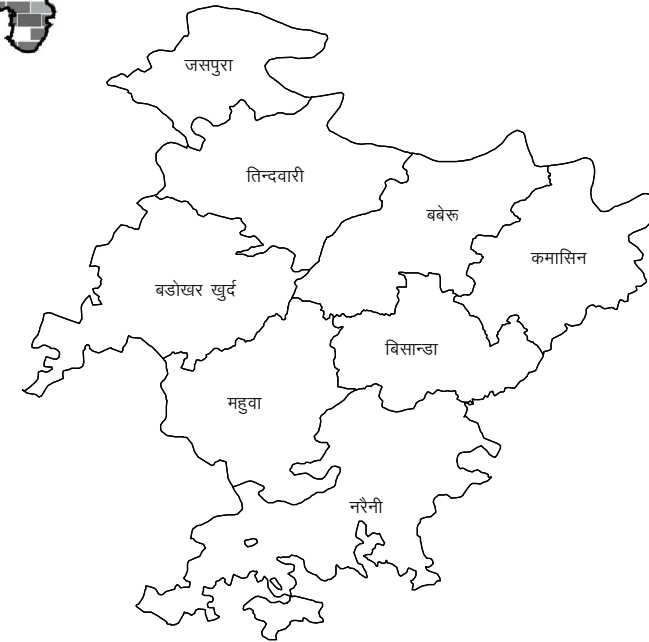 जसपुरा
तिन्दवारी
बबेरू
कमासिन
बडोखर खुर्द
बिसान्डा
महुवा
नरैनी